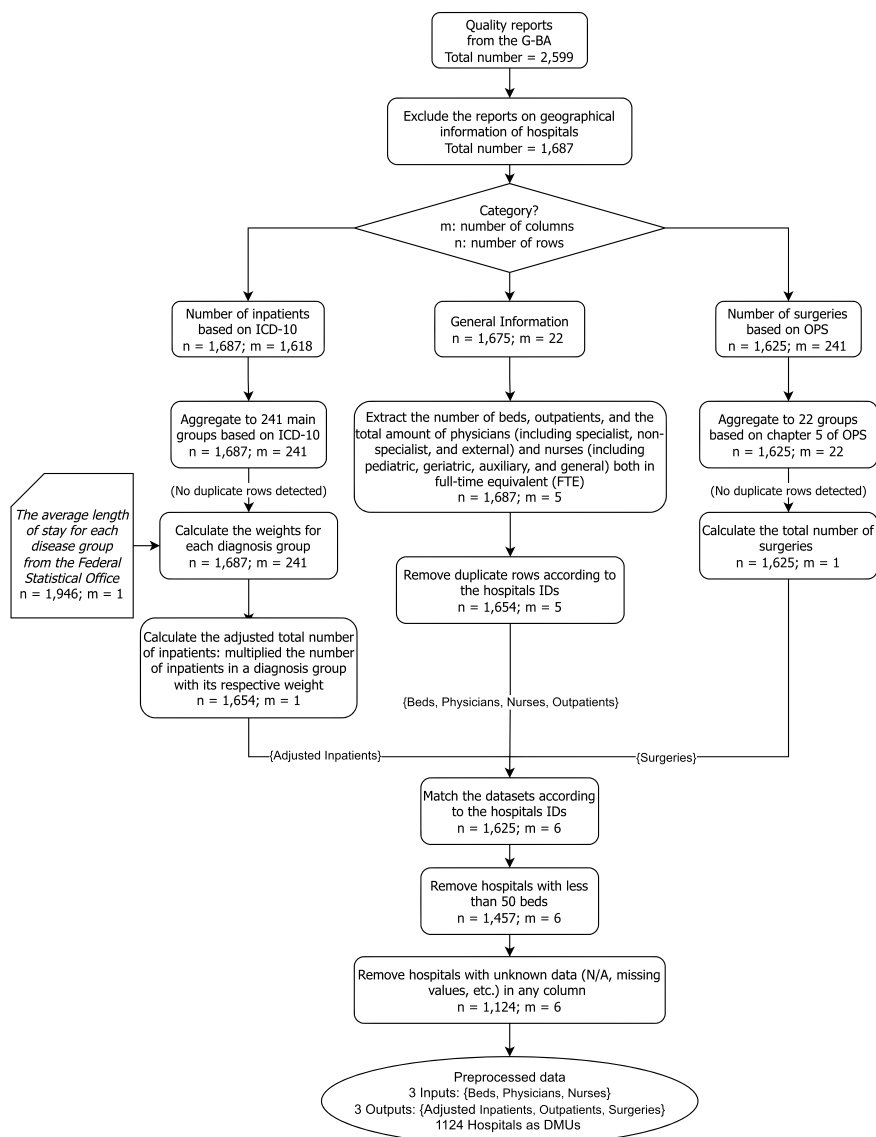 Quality reports
from the G-BA
Total number = 2,599
Exclude the reports on geographical
information of hospitals
Total number = 1,687
Category?
m: number of columns
n: number of rows
Number of inpatients
based on ICD-10
n = 1,687; m = 1,618
General Information
n = 1,675; m = 22
Number of surgeries
based on OPS
n = 1,625; m = 241
Aggregate to 241 main
groups based on ICD-10
n = 1,687; m = 241
Extract the number of beds, outpatients, and the
total amount of physicians (including specialist, non-
specialist, and external) and nurses (including
pediatric, geriatric, auxiliary, and general) both in
full-time equivalent (FTE)
n = 1,687; m = 5
Aggregate to 22 groups
based on chapter 5 of OPS
n = 1,625; m = 22
(No duplicate rows detected)
(No duplicate rows detected)
The average length
of stay for each
disease group
from the Federal
Statistical Office
n = 1,946; m = 1
Calculate the weights for
each diagnosis group
n = 1,687; m = 241
Remove duplicate rows according to
the hospitals IDs
n = 1,654; m = 5
Calculate the total number of
surgeries
n = 1,625; m = 1
Calculate the adjusted total number
of inpatients: multiplied the number
of inpatients in a diagnosis group
with its respective weight
n = 1,654; m = 1
{Beds, Physicians, Nurses, Outpatients}
{Adjusted Inpatients}
{Surgeries}
Match the datasets according
to the hospitals IDs
n = 1,625; m = 6
Remove hospitals with less
than 50 beds
n = 1,457; m = 6
Remove hospitals with unknown data (N/A, missing
values, etc.) in any column
n = 1,124; m = 6
Preprocessed data
3 Inputs: {Beds, Physicians, Nurses}
3 Outputs: {Adjusted Inpatients, Outpatients, Surgeries}
1124 Hospitals as DMUs